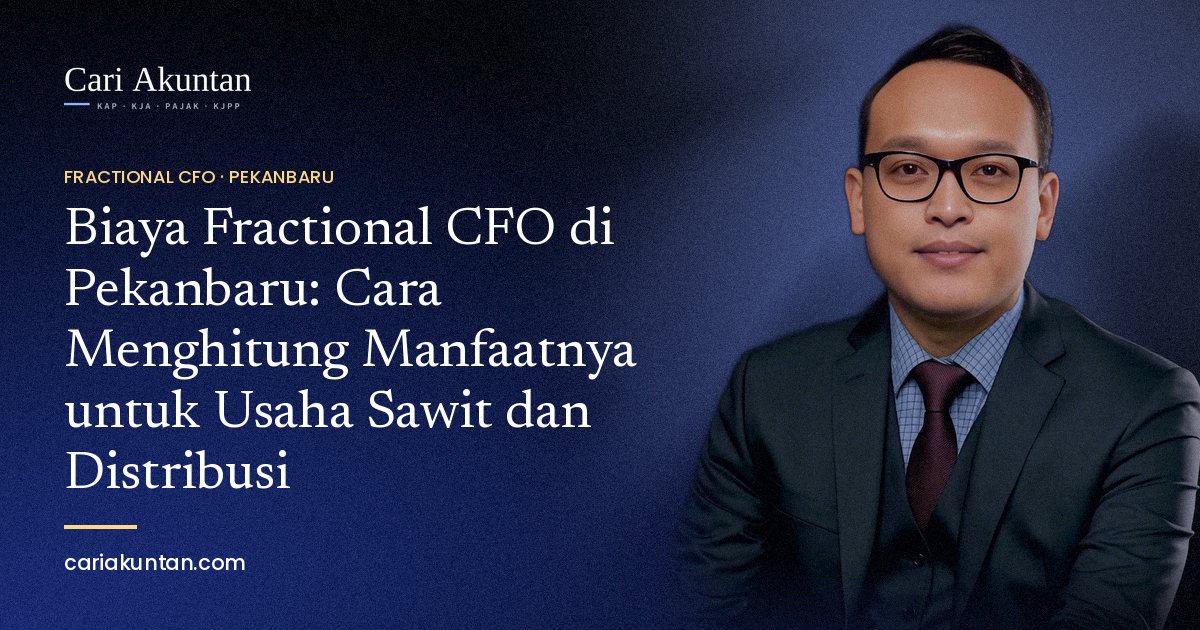 Cari Akuntan
KAP · KJA · PAJAK · KJPP
FRACTIONAL CFO · PEKANBARU
Biaya Fractional CFO di
Pekanbaru: Cara
Menghitung Manfaatnya
untuk Usaha Sawit dan
Distribusi
cariakuntan.com